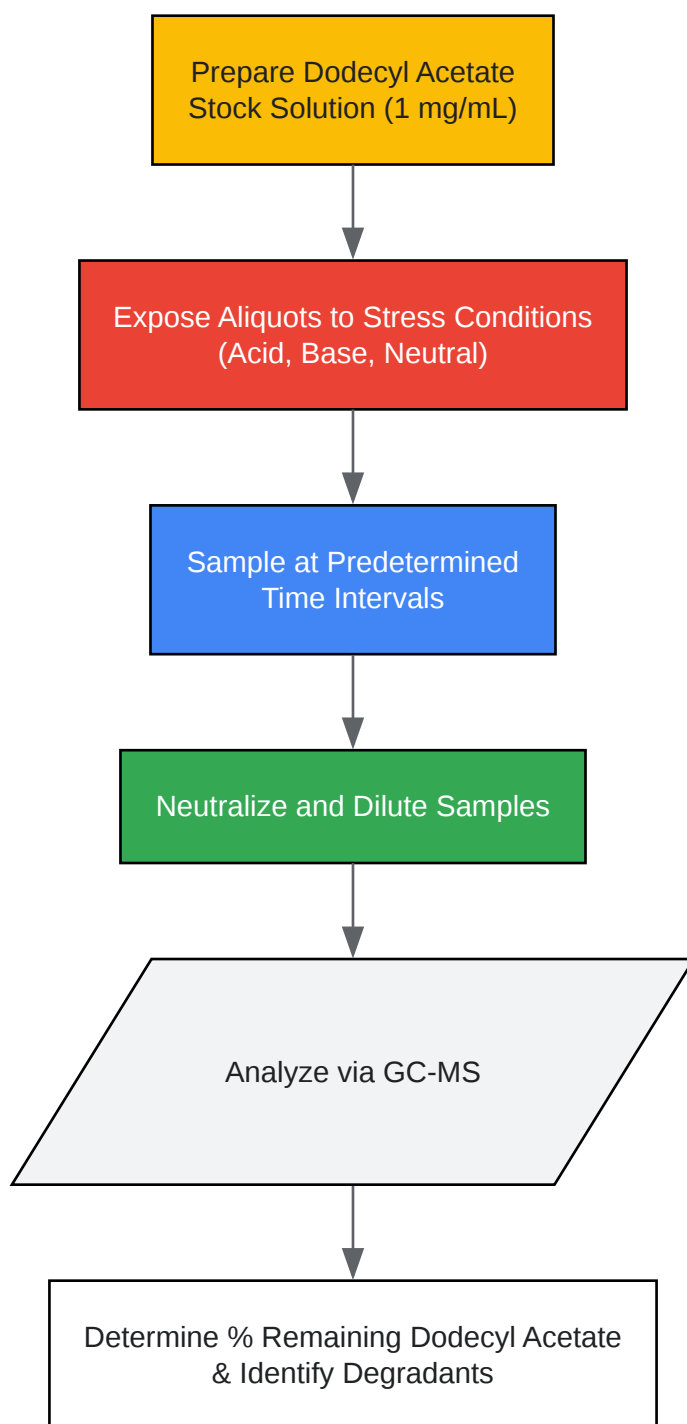 Prepare Dodecyl Acetate
Stock Solution (1 mg/mL)
Expose Aliquots to Stress Conditions
(Acid, Base, Neutral)
Sample at Predetermined
Time Intervals
Neutralize and Dilute Samples
Analyze via GC-MS
Determine % Remaining Dodecyl Acetate
& Identify Degradants